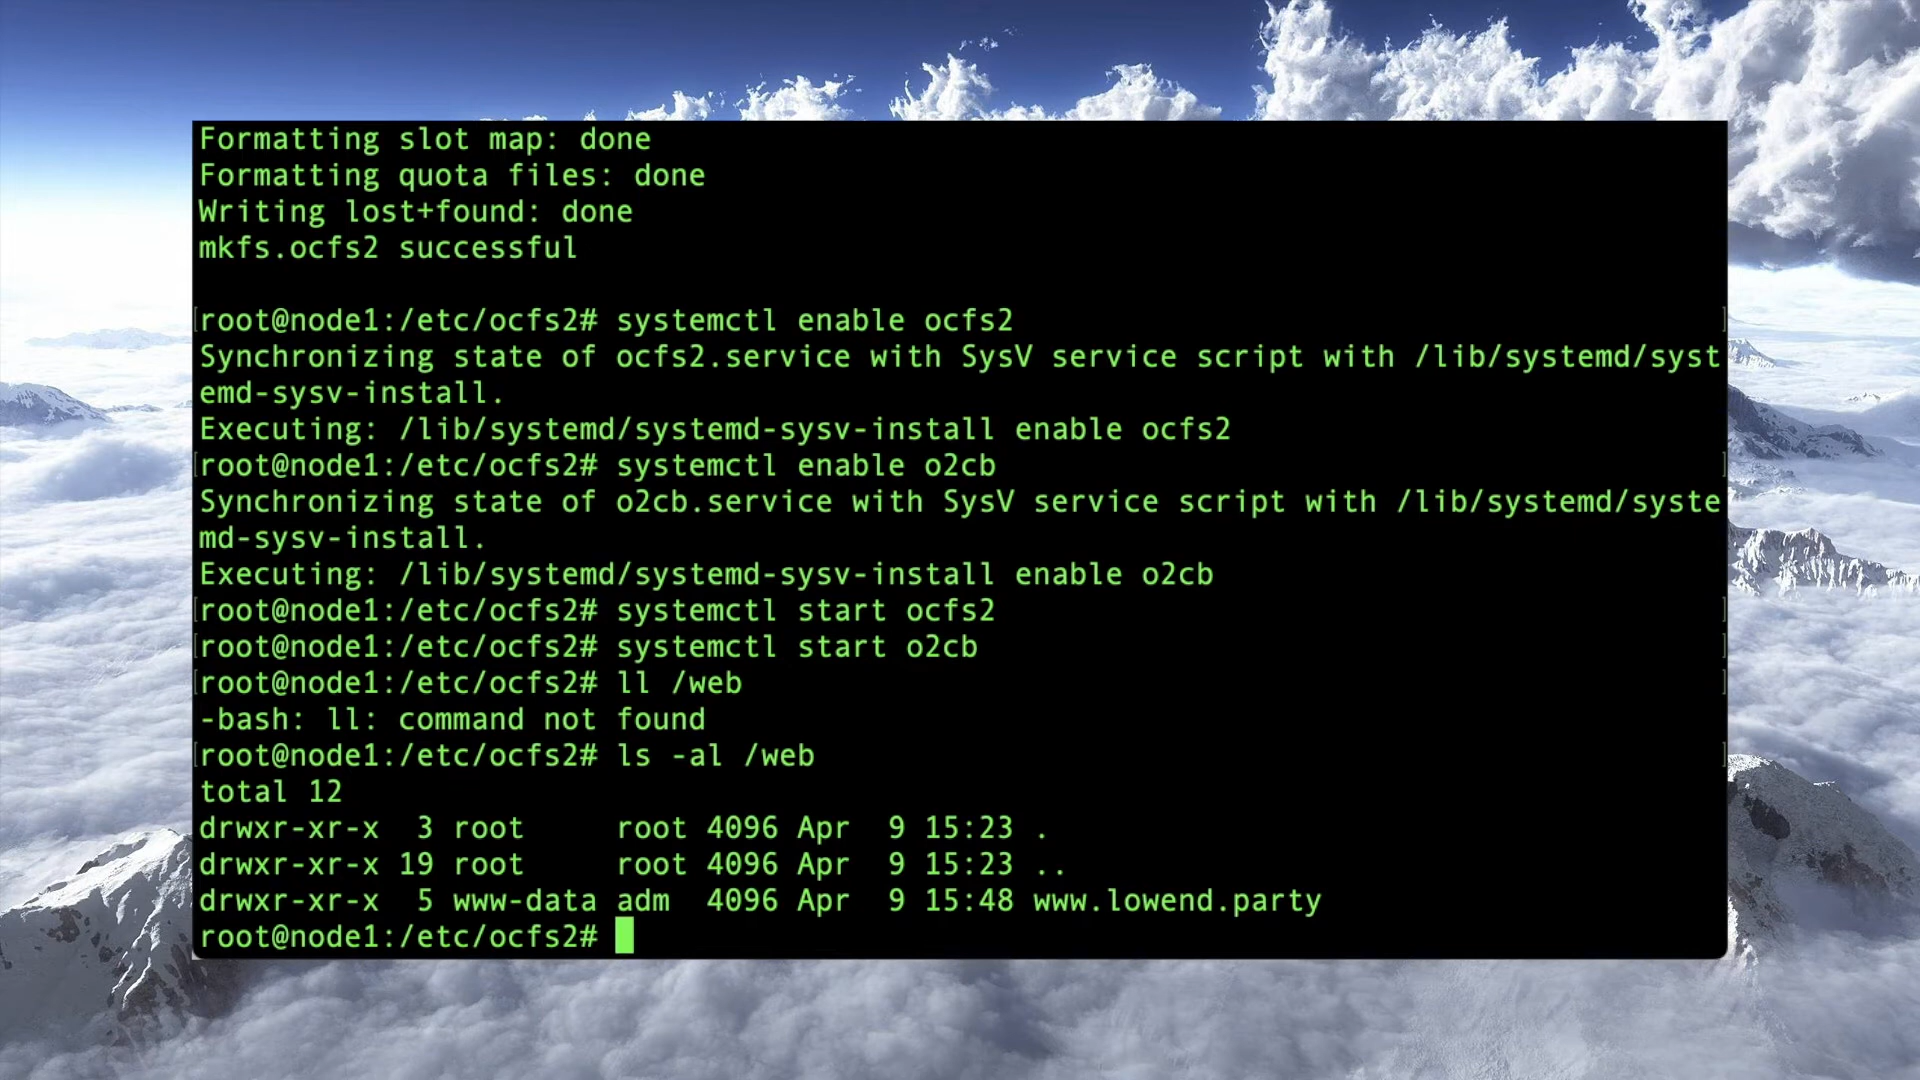 Formatting slot map: done
Formatting quota files: done
Writing lost+found: done
mkfs.ocfs2 successful
[root@node1:/etc/ocfs2# systemctl enable ocfs2 ]
Synchronizing state of ocfs2.service with SysV service script with /lib/systemd/syst
emd-sysv-install.
Executing: /lib/systemd/systemd-sysv-install enable ocfs2
[root@node1:/etc/ocfs2# systemctl enable o2cb ]
Synchronizing state of o2cb.service with SysV service script with /lib/systemd/syste
md-sysv-install.
Executing: /lib/systemd/systemd-sysv-install enable o2cb
[root@node1:/etc/ocfs2# systemctl start ocfs2 ]
[root@node1:/etc/ocfs2# systemctl start o2cb ]
[root@node1:/etc/ocfs2# ll /web ]
-bash: ll: command not found
[root@node1:/etc/ocfs2# ls -al /web ]
total 12
drwxr-xr-x  3 root     root 4096 Apr  9 15:23 .
drwxr-xr-x 19 root     root 4096 Apr  9 15:23 ..
drwxr-xr-x  5 www-data adm  4096 Apr  9 15:48 www.lowend.party
root@node1:/etc/ocfs2#